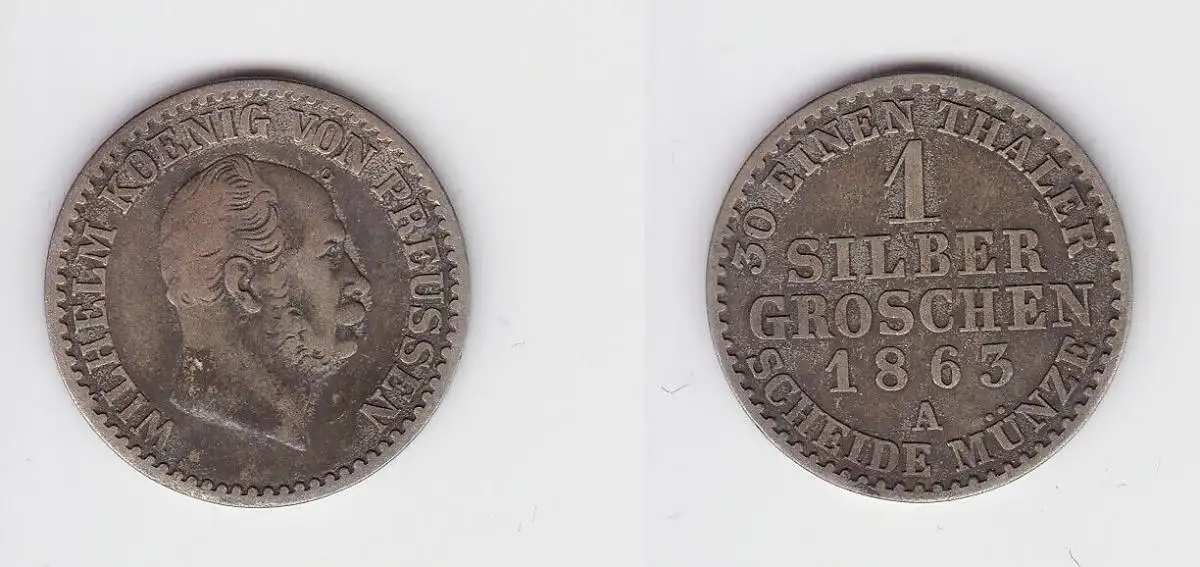 WILHELM KOENIG VON PREUSSEN
30 EINEN THALER
1
SILBER
GROSCHEN
1863
A
SCHEIDE MÜNZE